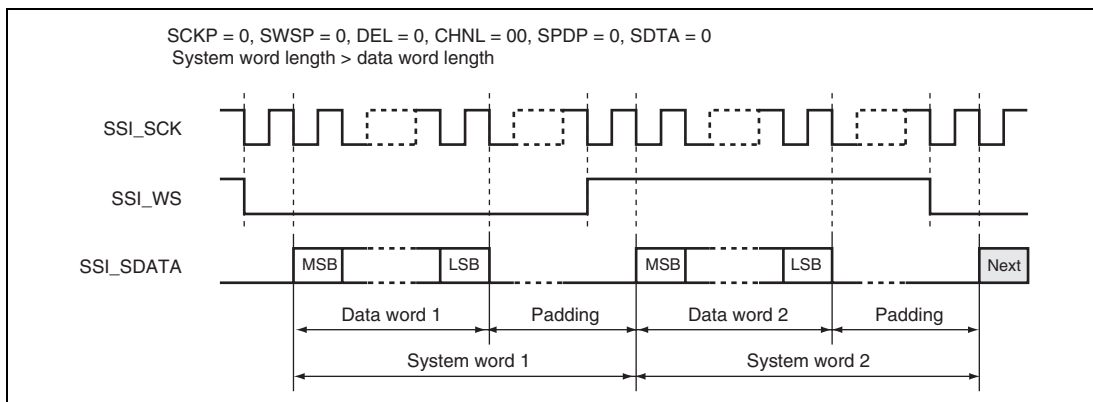 SCKP = 0, SWSP = 0, DEL = 0, CHNL = 00, SPDP = 0, SDTA = 0
System word length > data word length
SSI_SCK
SSI_WS
SSI_SDATA
MSB LSB MSB LSB Next
Data word 1 Padding Data word 2 Padding
System word 1 System word 2